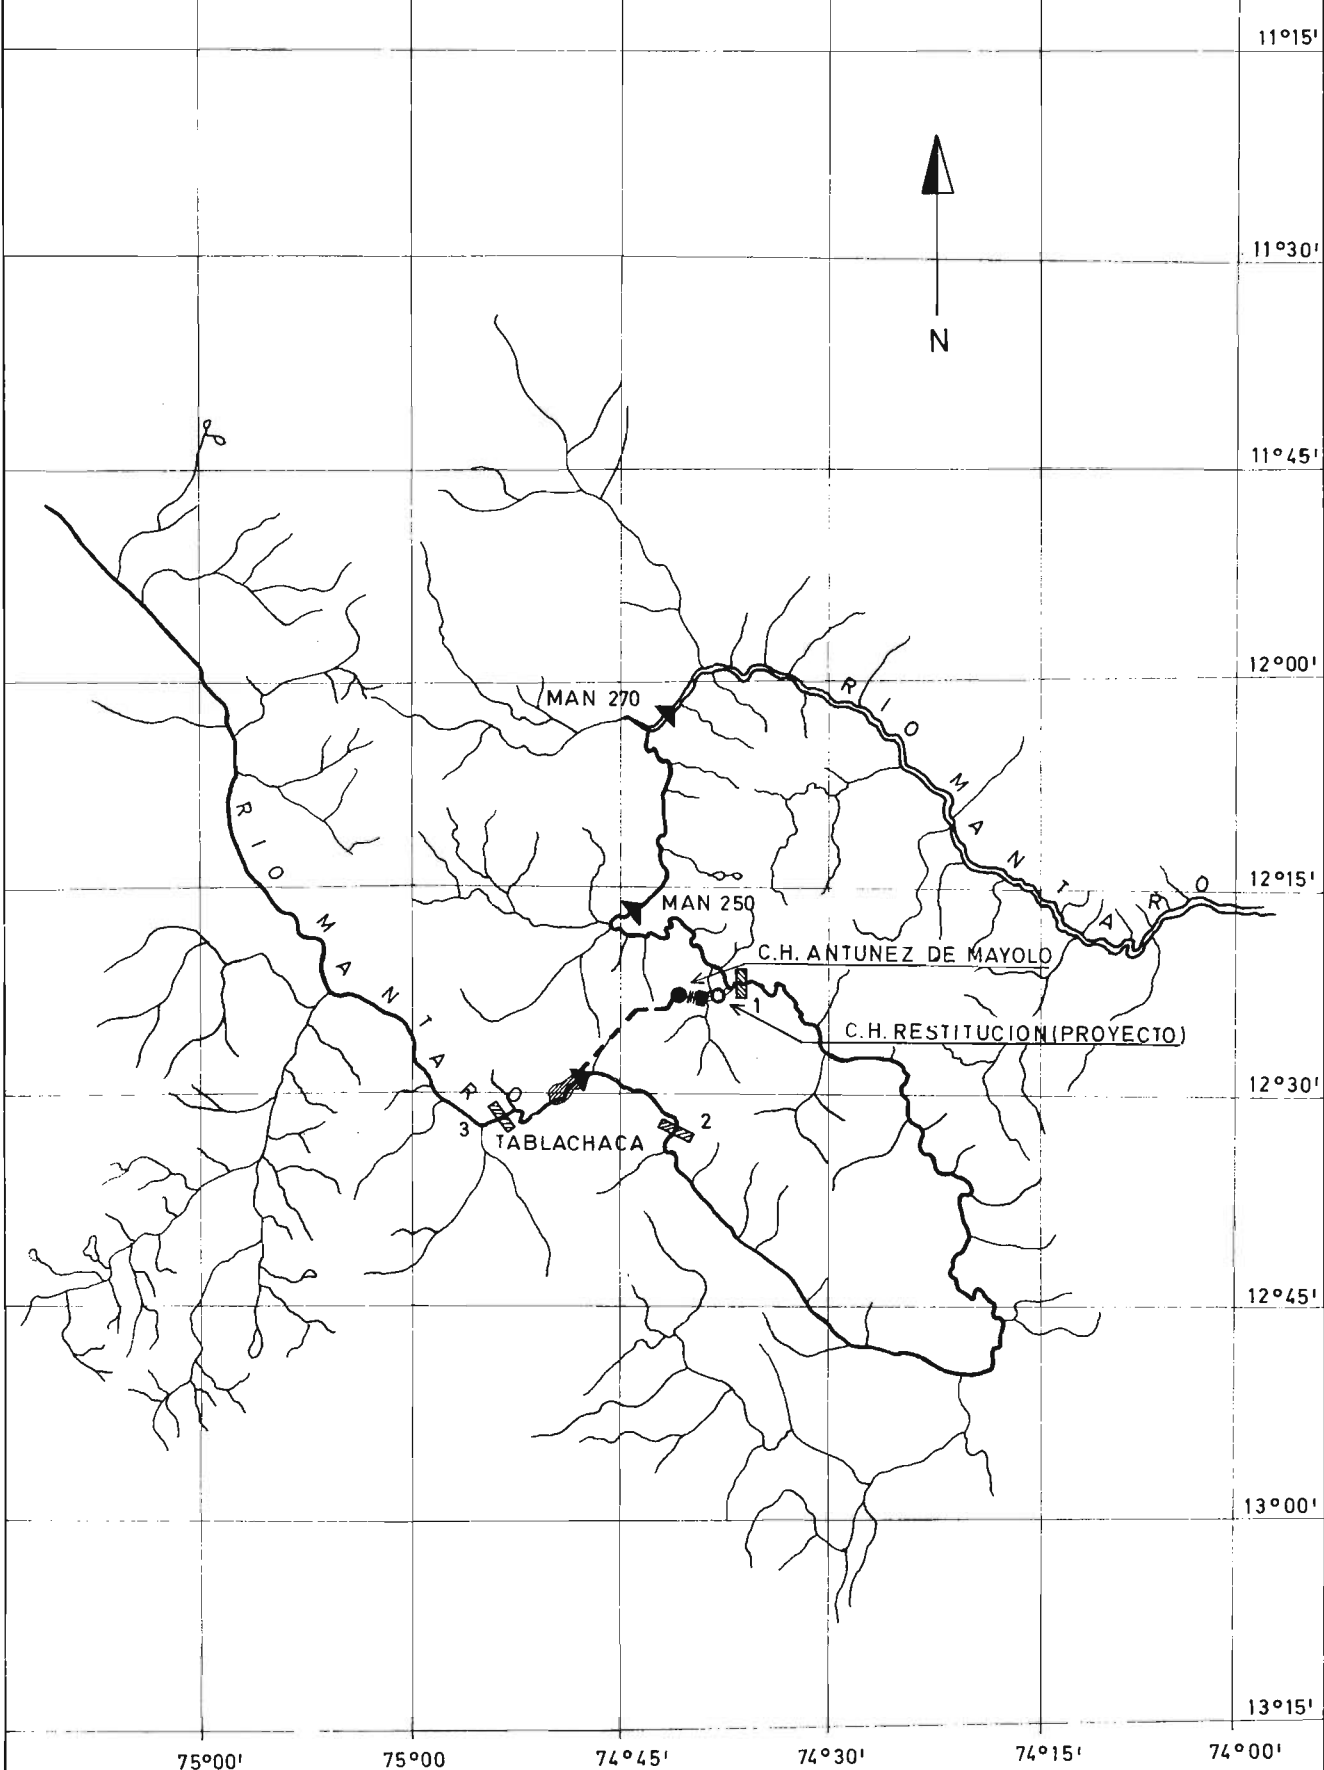 11°15'
11°30'
N
11°45'
12°00'
MAN 270
RIO MANTARO
RIO MANTARO
12°15'
MAN 250
C.H. ANTUNEZ DE MAYOLO
1
C.H. RESTITUCION (PROYECTO)
12°30'
3
TABLACHACA
2
12°45'
13°00'
13°15'
75°00'
75°00
74°45'
74°30'
74°15'
74°00'